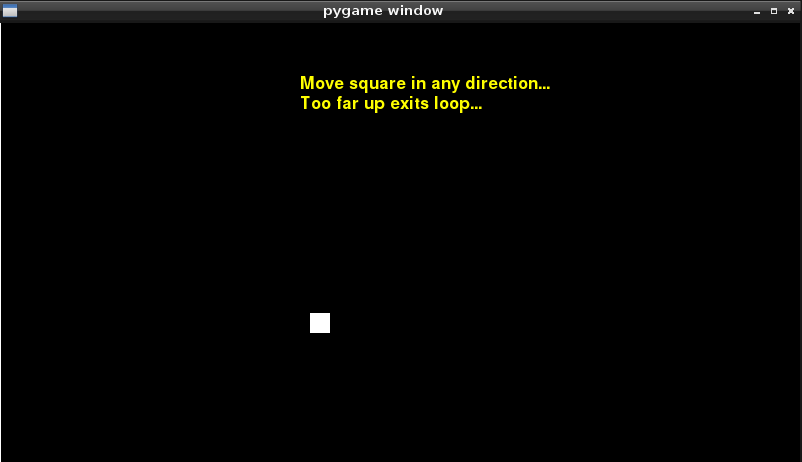 pygame window
Move square in any direction...
Too far up exits loop...